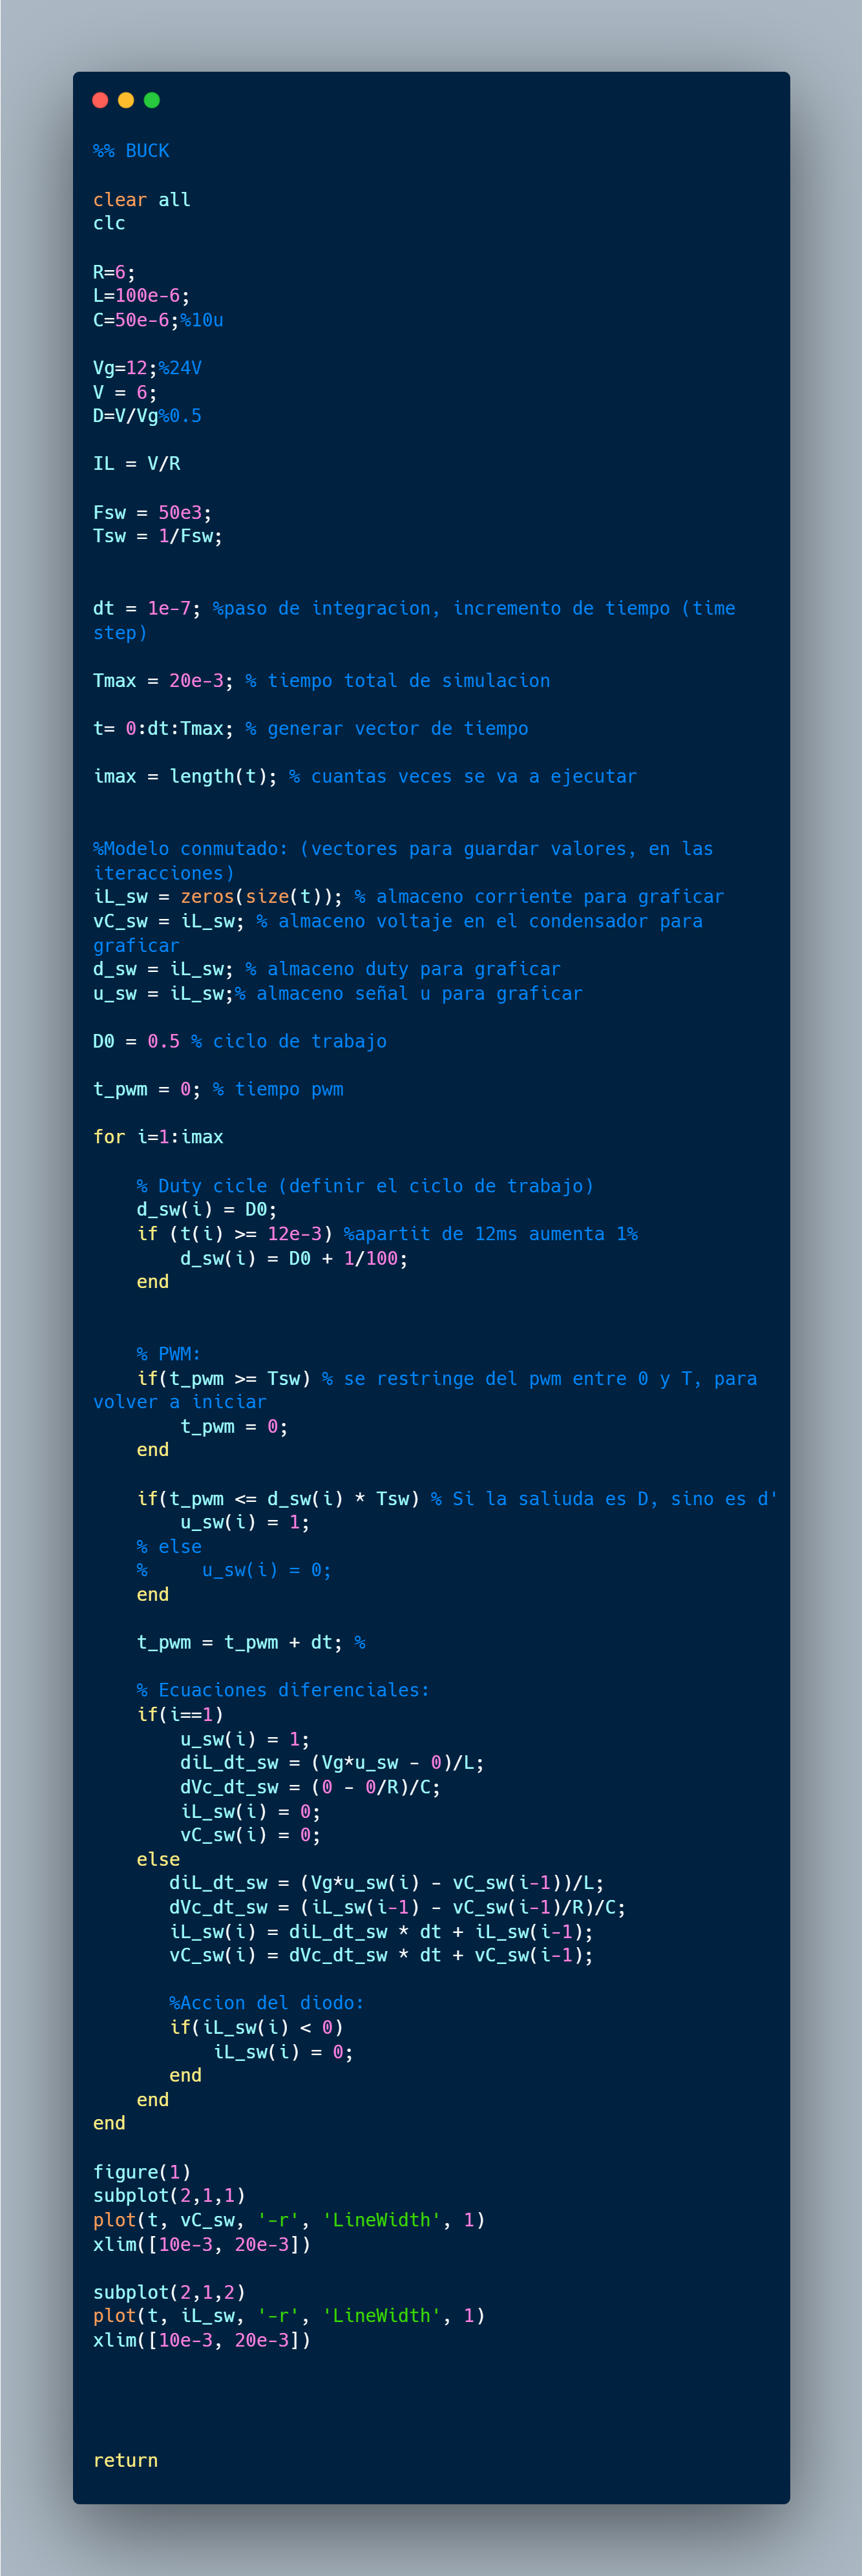 %% BUCK
clear all
clc
R=6;
L=100e-6;
C=50e-6;%10u
Vg=12;%24V
V = 6;
D=V/Vg%0.5
IL = V/R
Fsw = 50e3;
Tsw = 1/Fsw;
dt = 1e-7; %paso de integracion, incremento de tiempo (time
step)
Tmax = 20e-3; % tiempo total de simulacion
t= 0:dt:Tmax; % generar vector de tiempo
imax = length(t); % cuantas veces se va a ejecutar
%Modelo conmutado: (vectores para guardar valores, en las
iteracciones)
iL_sw = zeros(size(t)); % almaceno corriente para graficar
vC_sw = iL_sw; % almaceno voltaje en el condensador para
graficar
d_sw = iL_sw; % almaceno duty para graficar
u_sw = iL_sw;% almaceno señal u para graficar
D0 = 0.5 % ciclo de trabajo
t_pwm = 0; % tiempo pwm
for i=1:imax
    % Duty cicle (definir el ciclo de trabajo)
    d_sw(i) = D0;
    if (t(i) >= 12e-3) %apartit de 12ms aumenta 1%
        d_sw(i) = D0 + 1/100;
    end
    % PWM:
    if(t_pwm >= Tsw) % se restringe del pwm entre 0 y T, para
volver a iniciar
        t_pwm = 0;
    end
    if(t_pwm <= d_sw(i) * Tsw) % Si la saliuda es D, sino es d'
        u_sw(i) = 1;
    % else
    %     u_sw(i) = 0;
    end
    t_pwm = t_pwm + dt; %
    % Ecuaciones diferenciales:
    if(i==1)
        u_sw(i) = 1;
        diL_dt_sw = (Vg*u_sw - 0)/L;
        dVc_dt_sw = (0 - 0/R)/C;
        iL_sw(i) = 0;
        vC_sw(i) = 0;
    else
       diL_dt_sw = (Vg*u_sw(i) - vC_sw(i-1))/L;
       dVc_dt_sw = (iL_sw(i-1) - vC_sw(i-1)/R)/C;
       iL_sw(i) = diL_dt_sw * dt + iL_sw(i-1);
       vC_sw(i) = dVc_dt_sw * dt + vC_sw(i-1);
       %Accion del diodo:
       if(iL_sw(i) < 0)
           iL_sw(i) = 0;
       end
    end
end
figure(1)
subplot(2,1,1)
plot(t, vC_sw, '-r', 'LineWidth', 1)
xlim([10e-3, 20e-3])
subplot(2,1,2)
plot(t, iL_sw, '-r', 'LineWidth', 1)
xlim([10e-3, 20e-3])
return